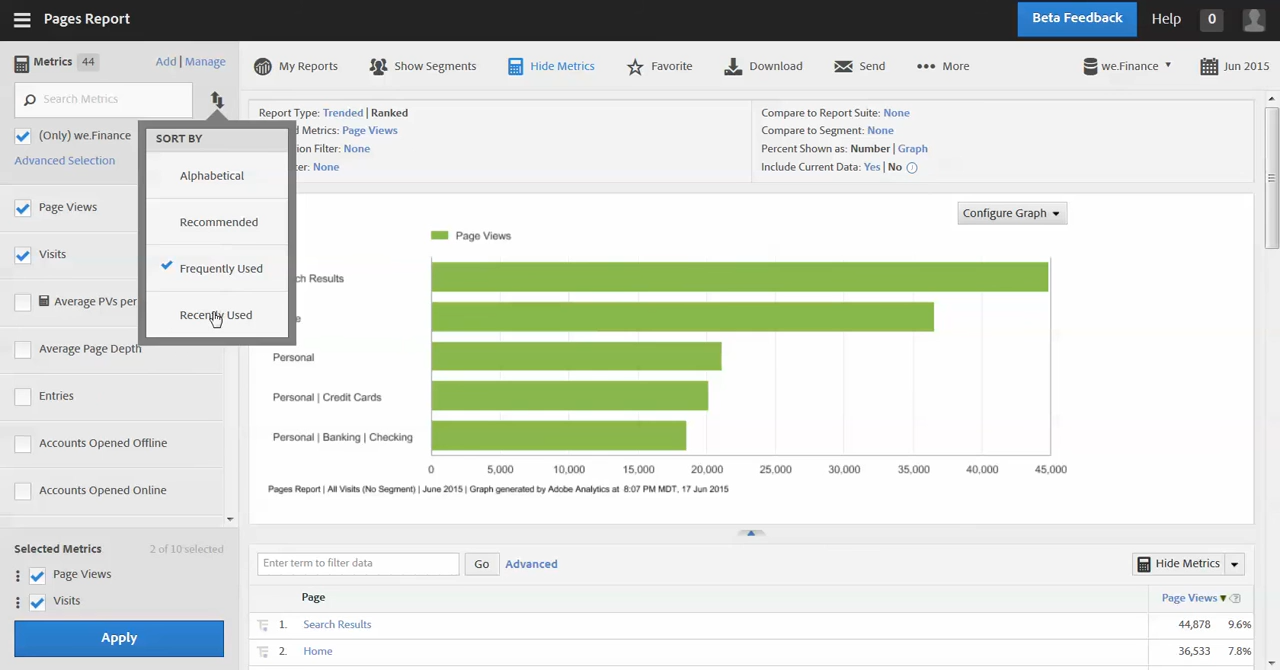 Pages Report
Beta Feedback
Help
0
Metrics 44
Add | Manage
Search Metrics
(Only) we.Finance
Advanced Selection
SORT BY
Alphabetical
Recommended
Frequently Used
Recently Used
Page Views
Visits
Average PVs per
Average Page Depth
Entries
Accounts Opened Offline
Accounts Opened Online
Selected Metrics
2 of 10 selected
Page Views
Visits
Apply
My Reports
Show Segments
Hide Metrics
Favorite
Download
Send
More
we.Finance
Jun 2015
Report Type: Trended | Ranked
d Metrics: Page Views
ion Filter: None
ter: None
Compare to Report Suite: None
Compare to Segment: None
Percent Shown as: Number | Graph
Include Current Data: Yes | No
Configure Graph
Page Views
ch Results
e
Personal
Personal | Credit Cards
Personal | Banking | Checking
0 5,000 10,000 15,000 20,000 25,000 30,000 35,000 40,000 45,000
Pages Report | All Visits (No Segment) | June 2015 | Graph generated by Adobe Analytics at 8:07 PM MDT, 17 Jun 2015
Enter term to filter data
Go
Advanced
Hide Metrics
Page
Page Views
1. Search Results 44,878 9.6%
2. Home 36,533 7.8%